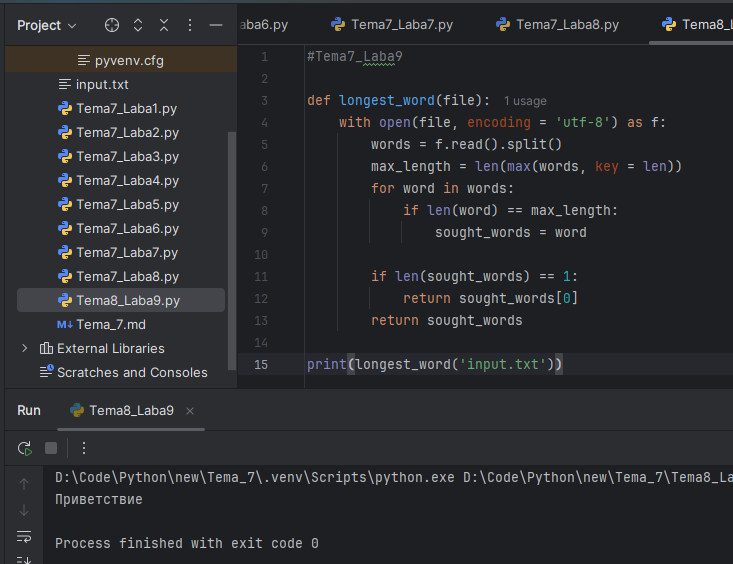 Project
pyvenv.cfg
input.txt
Tema7_Laba1.py
Tema7_Laba2.py
Tema7_Laba3.py
Tema7_Laba4.py
Tema7_Laba5.py
Tema7_Laba6.py
Tema7_Laba7.py
Tema7_Laba8.py
Tema8_Laba9.py
M↓ Tema_7.md
External Libraries
Scratches and Consoles
aba6.py Tema7_Laba7.py Tema7_Laba8.py Tema8_L
1 #Tema7_Laba9
2
3 def longest_word(file): 1 usage
4 with open(file, encoding = 'utf-8') as f:
5 words = f.read().split()
6 max_length = len(max(words, key = len))
7 for word in words:
8 if len(word) == max_length:
9 sought_words = word
10
11 if len(sought_words) == 1:
12 return sought_words[0]
13 return sought_words
14
15 print(longest_word('input.txt'))
Run Tema8_Laba9
D:\Code\Python\new\Tema_7\.venv\Scripts\python.exe D:\Code\Python\new\Tema_7\Tema8_La
Приветствие
Process finished with exit code 0